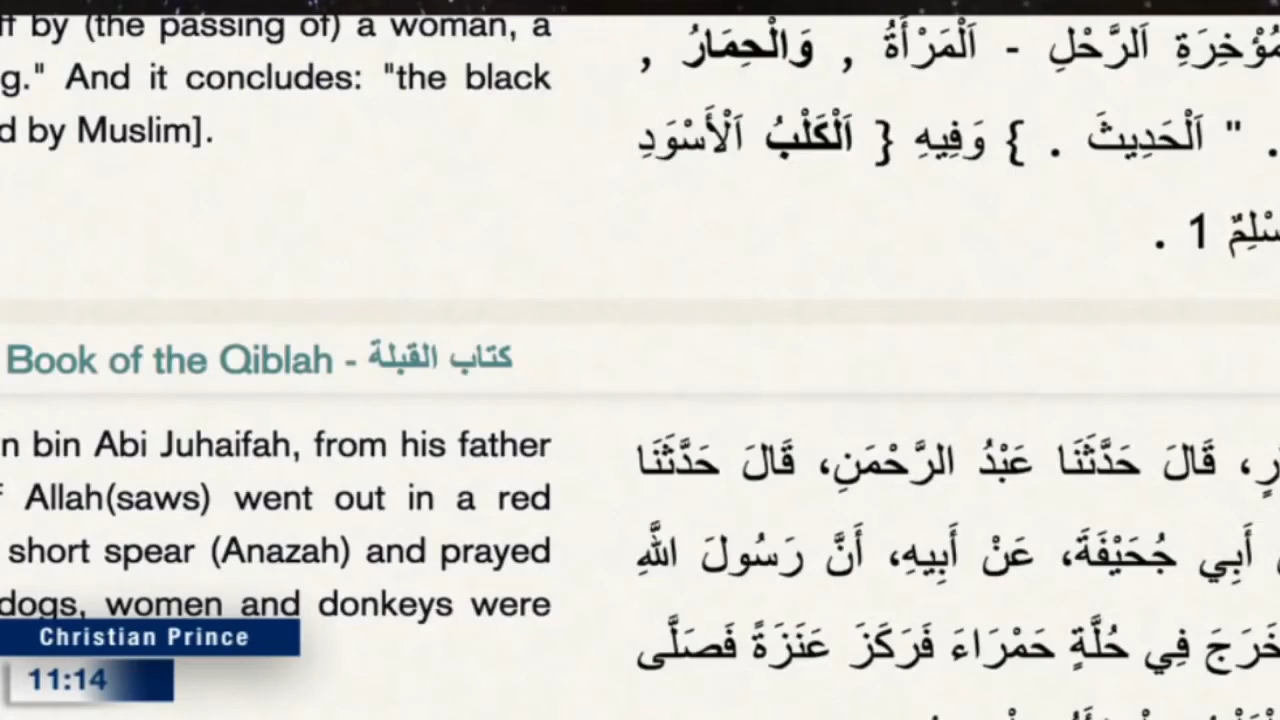 ff by (the passing of) a woman, a
g." And it concludes: "the black
d by Muslim].
مُؤْخِرَةِ اَلرَّحْلِ - اَلْمَرْأَةُ , وَالْحِمَارُ ,
. " اَلْحَدِيثَ . } وَفِيهِ { اَلْكَلْبُ اَلْأَسْوَدِ
. 1
Book of the Qiblah - كتاب القبلة
n bin Abi Juhaifah, from his father
Allah(saws) went out in a red
short spear (Anazah) and prayed
dogs, women and donkeys were
قَالَ حَدَّثَنَا عَبْدُ الرَّحْمَنِ، قَالَ حَدَّثَنَا
أَبِي جُحَيْفَةَ، عَنْ أَبِيهِ، أَنَّ رَسُولَ اللَّهِ
خَرَجَ فِي حُلَّةٍ حَمْرَاءَ فَرَكَزَ عَنَزَةً فَصَلَّى
Christian Prince
11:14